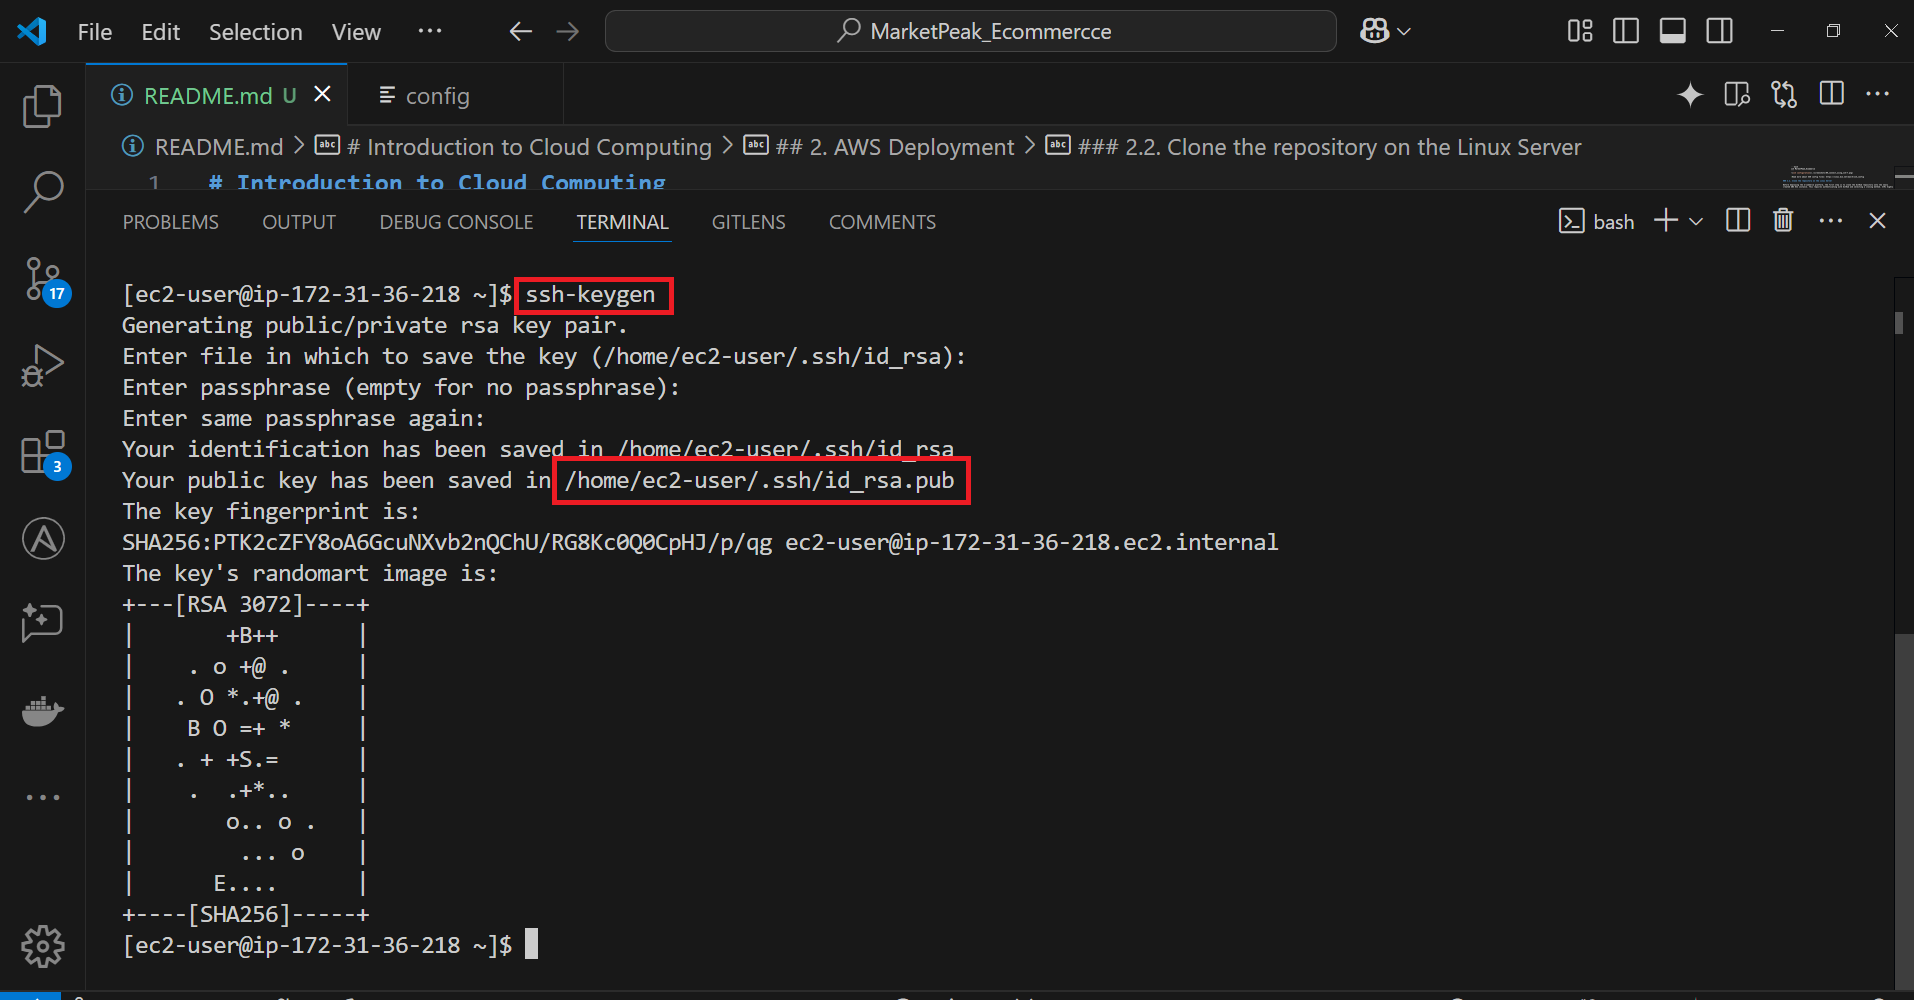 File Edit Selection View ··· MarketPeak_Ecommercce
README.md U config
README.md > # Introduction to Cloud Computing > ## 2. AWS Deployment > ### 2.2. Clone the repository on the Linux Server
1 # Introduction to Cloud Computing
PROBLEMS OUTPUT DEBUG CONSOLE TERMINAL GITLENS COMMENTS bash
[ec2-user@ip-172-31-36-218 ~]$ ssh-keygen
Generating public/private rsa key pair.
Enter file in which to save the key (/home/ec2-user/.ssh/id_rsa):
Enter passphrase (empty for no passphrase):
Enter same passphrase again:
Your identification has been saved in /home/ec2-user/.ssh/id_rsa
Your public key has been saved in /home/ec2-user/.ssh/id_rsa.pub
The key fingerprint is:
SHA256:PTK2cZFY8oA6GcuNXvb2nQChU/RG8Kc0Q0CpHJ/p/qg ec2-user@ip-172-31-36-218.ec2.internal
The key's randomart image is:
+---[RSA 3072]----+
|       +B++      |
|    . o +@ .     |
|   . O *.+@ .    |
|    B O =+ *     |
|   . + +S.=      |
|    .  .+*..     |
|       o.. o .   |
|        ... o    |
|      E....      |
+----[SHA256]-----+
[ec2-user@ip-172-31-36-218 ~]$
17
3